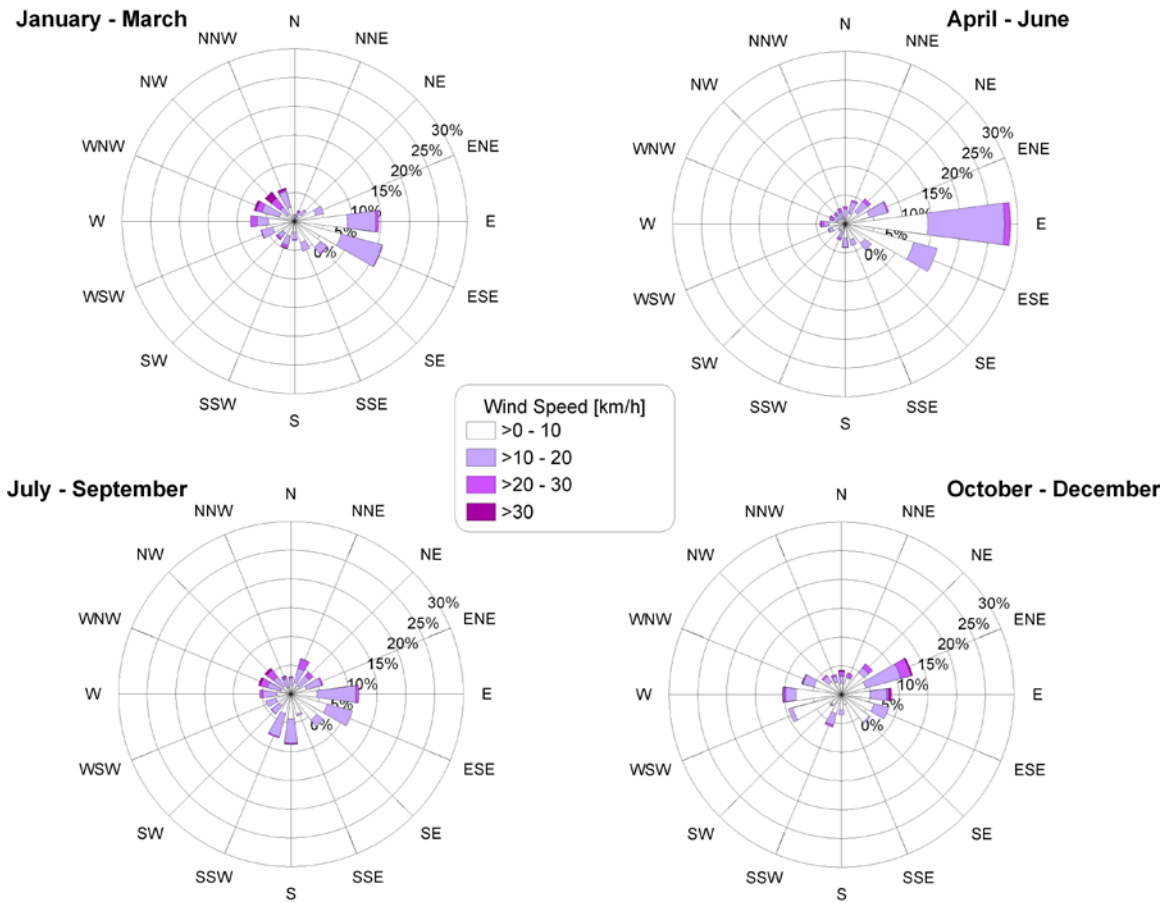 January - March
N
NNW
NNE
NW
NE
WNW
ENE
W
E
WSW
ESE
SW
SE
SSW
SSE
S
30%
25%
20%
15%
10%
5%
0%
April - June
N
NNW
NNE
NW
NE
WNW
ENE
W
E
WSW
ESE
SW
SE
SSW
SSE
S
30%
25%
20%
15%
10%
5%
0%
Wind Speed [km/h]
>0 - 10
>10 - 20
>20 - 30
>30
July - September
N
NNW
NNE
NW
NE
WNW
ENE
W
E
WSW
ESE
SW
SE
SSW
SSE
S
30%
25%
20%
15%
10%
5%
0%
October - December
N
NNW
NNE
NW
NE
WNW
ENE
W
E
WSW
ESE
SW
SE
SSW
SSE
S
30%
25%
20%
15%
10%
5%
0%